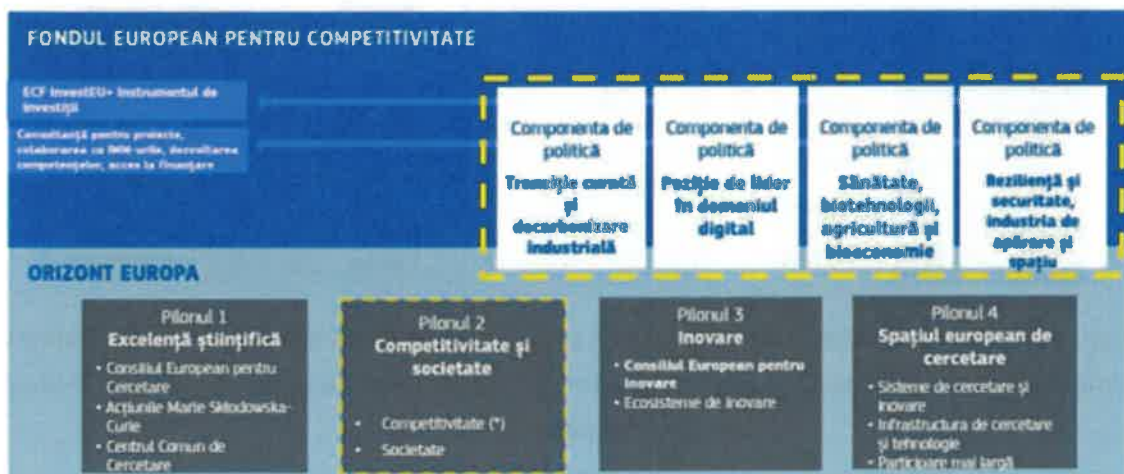 FONDUL EUROPEAN PENTRU COMPETITIVITATE
ECF InvestEU+ Instrumentul de
investiții
Consultanță pentru proiecte,
colaborarea cu IMM-urile, dezvoltarea
competențelor, acces la finanțare
Componenta de
politică
Tranziție curată
și
decarbonizare
industrială
Componenta de
politică
Poziție de lider
în domeniul
digital
Componenta de
politică
Sănătate,
biotehnologii,
agricultură și
bioeconomie
Componenta de
politică
Reziliență și
securitate,
industria de
apărare și
spațiu
ORIZONT EUROPA
Pilonul 1
Excelență științifică
• Consiliul European pentru
Cercetare
• Acțiunile Marie Skłodowska-
Curie
• Centrul Comun de
Cercetare
Pilonul 2
Competitivitate și
societate
• Competitivitate (*)
• Societate
Pilonul 3
Inovare
• Consiliul European pentru
Inovare
• Ecosisteme de inovare
Pilonul 4
Spațiul european de
cercetare
• Sisteme de cercetare și
inovare
• Infrastructura de cercetare
și tehnologie
• Participare mai largă